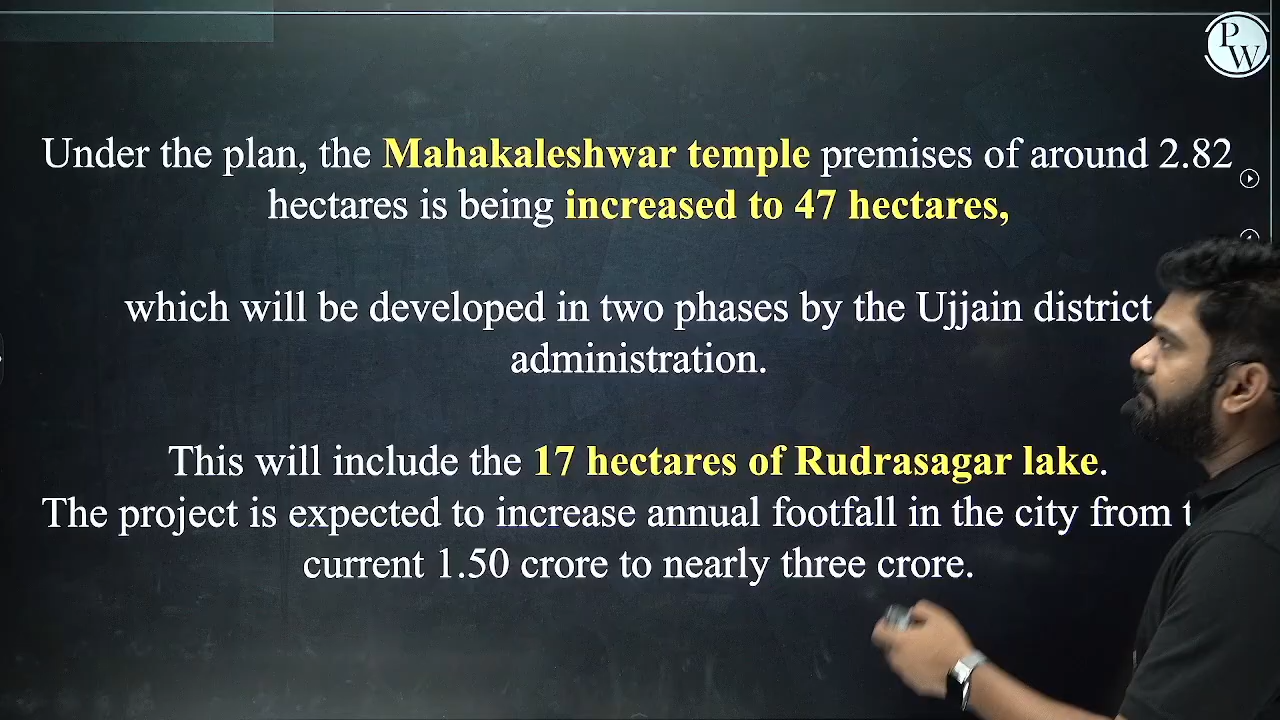 PW
Under the plan, the Mahakaleshwar temple premises of around 2.82
hectares is being increased to 47 hectares,
which will be developed in two phases by the Ujjain district
administration.
This will include the 17 hectares of Rudrasagar lake.
The project is expected to increase annual footfall in the city from
current 1.50 crore to nearly three crore.